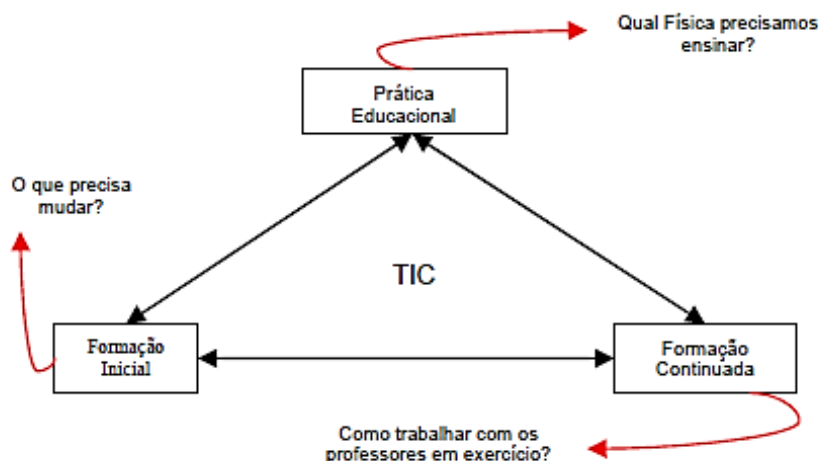 Qual Física precisamos
ensinar?
Prática
Educacional
O que precisa
mudar?
TIC
Formação
Inicial
Formação
Continuada
Como trabalhar com os
professores em exercício?